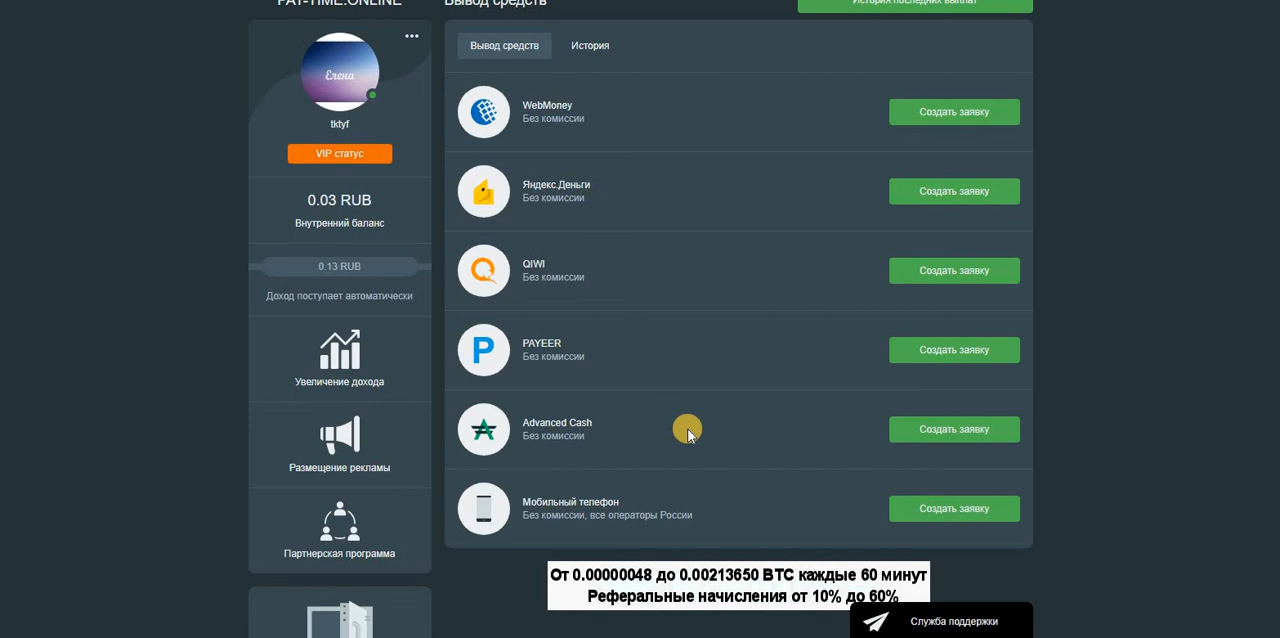 PAY-TIME.ONLINE
Вывод средств
История последних выплат
Елена
tktyf
VIP статус
0.03 RUB
Внутренний баланс
0.13 RUB
Доход поступает автоматически
Увеличение дохода
Размещение рекламы
Партнерская программа
Вывод средств
История
WebMoney
Без комиссии
Создать заявку
Яндекс.Деньги
Без комиссии
Создать заявку
QIWI
Без комиссии
Создать заявку
PAYEER
Без комиссии
Создать заявку
Advanced Cash
Без комиссии
Создать заявку
Мобильный телефон
Без комиссии, все операторы России
Создать заявку
От 0.00000048 до 0.00213650 BTC каждые 60 минут
Реферальные начисления от 10% до 60%
Служба поддержки